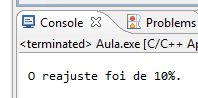 Console Problems
<terminated> Aula.exe [C/C++ Ap
O reajuste foi de 10%.